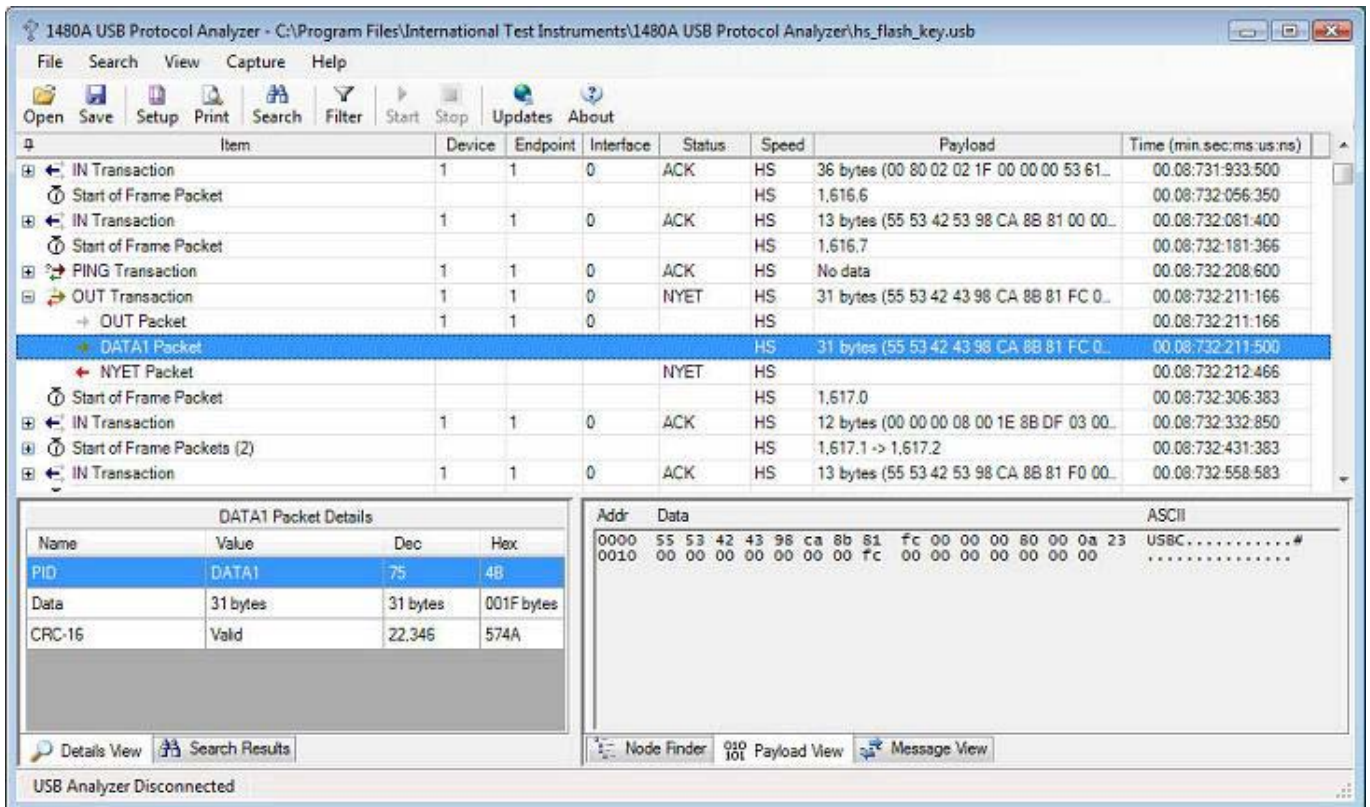 1480A USB Protocol Analyzer - C:\Program Files\International Test Instruments\1480A USB Protocol Analyzer\hs_flash_key.usb
File Search View Capture Help
Open Save Setup Print Search Filter Start Stop Updates About
Item Device Endpoint Interface Status Speed Payload Time (min.sec:ms:us:ns)
IN Transaction 1 1 0 ACK HS 36 bytes (00 80 02 02 1F 00 00 00 53 61... 00.08:731:933:500
Start of Frame Packet HS 1,616.6 00.08:732:056:350
IN Transaction 1 1 0 ACK HS 13 bytes (55 53 42 53 98 CA 8B 81 00 00... 00.08:732:081:400
Start of Frame Packet HS 1,616.7 00.08:732:181:366
PING Transaction 1 1 0 ACK HS No data 00.08:732:208:600
OUT Transaction 1 1 0 NYET HS 31 bytes (55 53 42 43 98 CA 8B 81 FC 0... 00.08:732:211:166
OUT Packet 1 1 0 HS 00.08:732:211:166
DATA1 Packet HS 31 bytes (55 53 42 43 98 CA 8B 81 FC 0... 00.08:732:211:500
NYET Packet NYET HS 00.08:732:212:466
Start of Frame Packet HS 1,617.0 00.08:732:306:383
IN Transaction 1 1 0 ACK HS 12 bytes (00 00 00 08 00 1E 8B DF 03 00... 00.08:732:332:850
Start of Frame Packets (2) HS 1,617.1 -> 1,617.2 00.08:732:431:383
IN Transaction 1 1 0 ACK HS 13 bytes (55 53 42 53 98 CA 8B 81 F0 00... 00.08:732:558:583
DATA1 Packet Details
Name Value Dec Hex
PID DATA1 75 4B
Data 31 bytes 31 bytes 001F bytes
CRC-16 Valid 22,346 574A
Addr Data ASCII
0000 55 53 42 43 98 ca 8b 81 fc 00 00 00 80 00 0a 23 USBC...........#
0010 00 00 00 00 00 00 fc 00 00 00 00 00 00 00 00 ...............
Details View Search Results
Node Finder Payload View Message View
USB Analyzer Disconnected